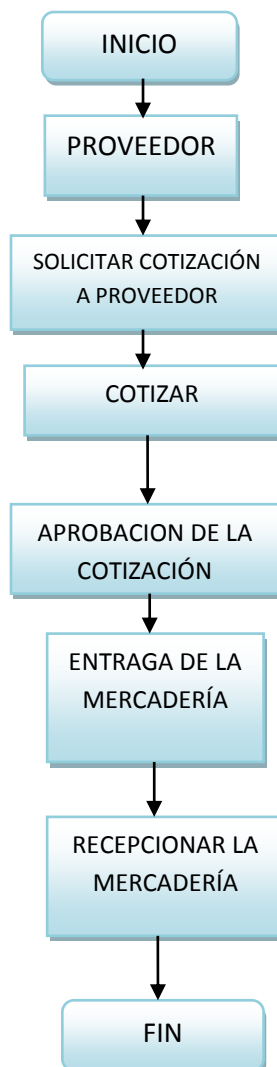 INICIO
PROVEEDOR
SOLICITAR COTIZACIÓN
A PROVEEDOR
COTIZAR
APROBACION DE LA
COTIZACIÓN
ENTRAGA DE LA
MERCADERÍA
RECEPCIONAR LA
MERCADERÍA
FIN